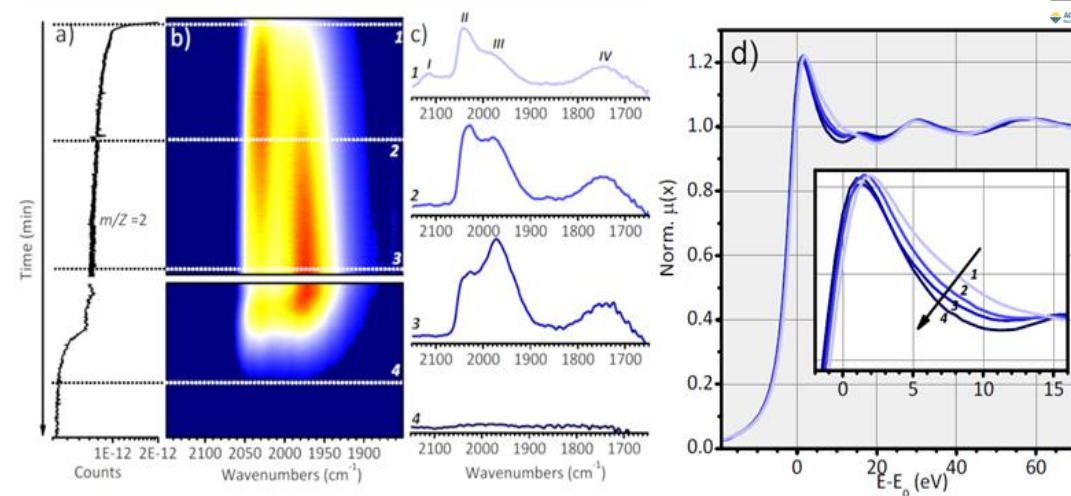 AC
a)
b)
c)
d)
Time (min)
m/Z =2
1E-12 2E-12
Counts
1
2
3
4
2100 2050 2000 1950 1900
Wavenumbers (cm-1)
I
II
III
IV
1
2100 2000 1900 1800 1700
2
2100 2000 1900 1800 1700
3
2100 2000 1900 1800 1700
4
2100 2000 1900 1800 1700
Wavenumbers (cm-1)
Norm. μ(x)
1.2
1.0
0.8
0.6
0.4
0.2
0.0
1
2
3
4
0 5 10 15
0 20 40 60
E-E0 (eV)